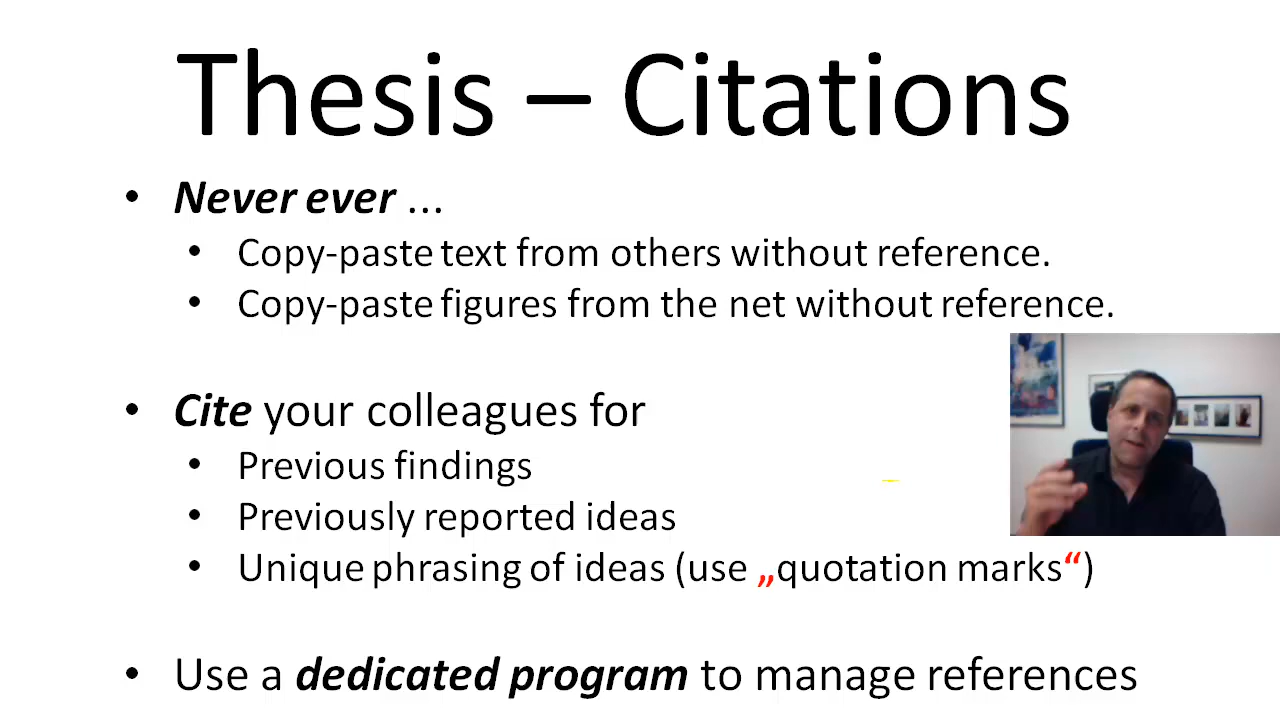 Thesis – Citations
• Never ever ...
• Copy-paste text from others without reference.
• Copy-paste figures from the net without reference.
• Cite your colleagues for
• Previous findings
• Previously reported ideas
• Unique phrasing of ideas (use „quotation marks“)
• Use a dedicated program to manage references